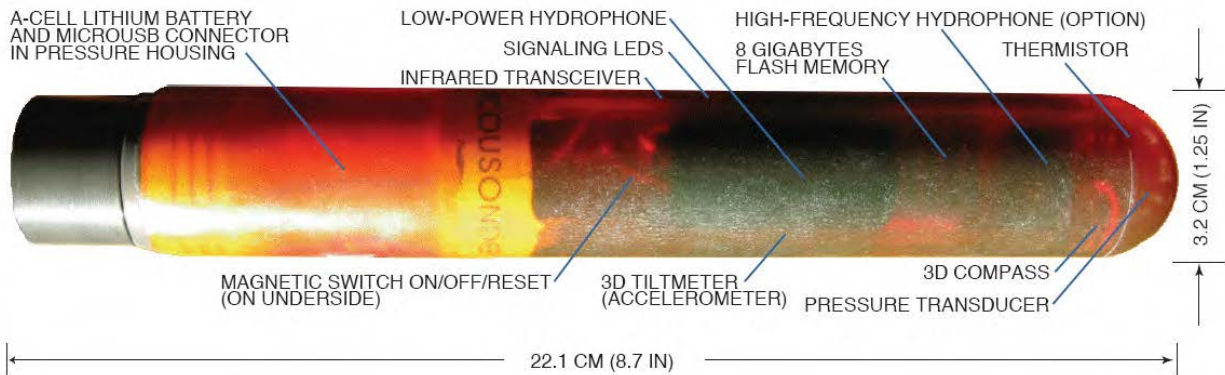 A-CELL LITHIUM BATTERY
AND MICROUSB CONNECTOR
IN PRESSURE HOUSING
LOW-POWER HYDROPHONE
SIGNALING LEDS
INFRARED TRANSCEIVER
HIGH-FREQUENCY HYDROPHONE (OPTION)
8 GIGABYTES
FLASH MEMORY
THERMISTOR
3.2 CM (1.25 IN)
COUSONDE
MAGNETIC SWITCH ON/OFF/RESET
(ON UNDERSIDE)
3D TILTMETER
(ACCELEROMETER)
3D COMPASS
PRESSURE TRANSDUCER
22.1 CM (8.7 IN)